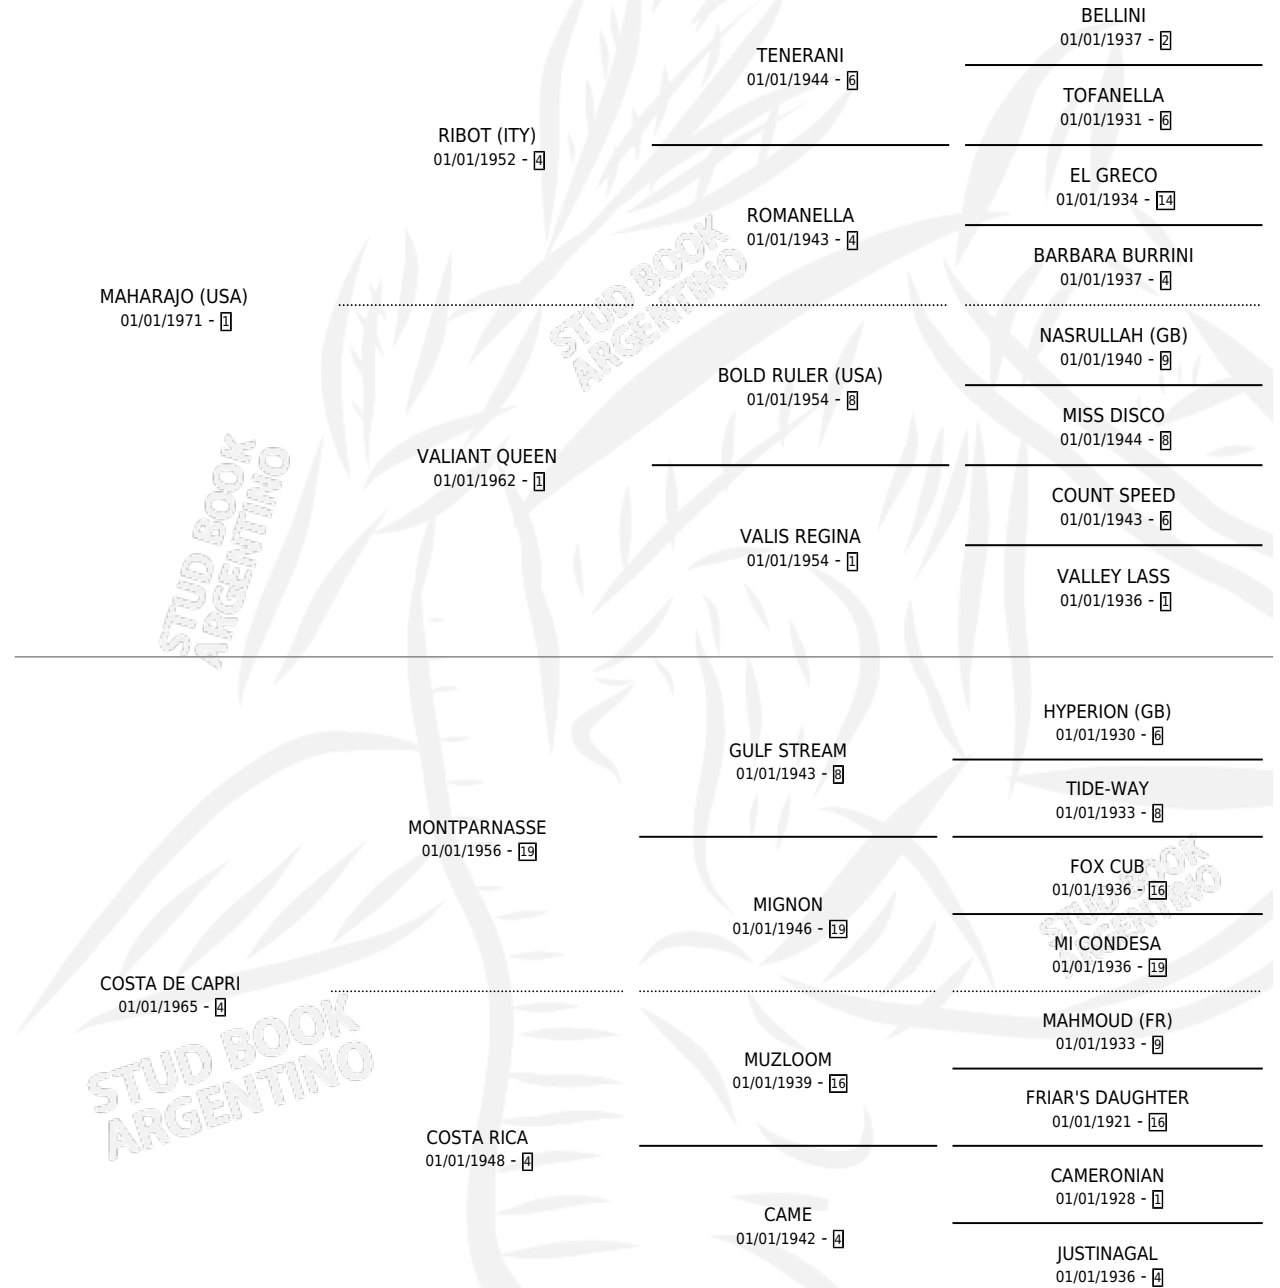 BELLINI
01/01/1937 - 2
TENERANI
01/01/1944 - 6
TOFANELLA
01/01/1931 - 6
RIBOT (ITY)
01/01/1952 - 4
EL GRECO
01/01/1934 - 14
ROMANELLA
01/01/1943 - 4
BARBARA BURRINI
01/01/1937 - 4
MAHARAJO (USA)
01/01/1971 - 1
NASRULLAH (GB)
01/01/1940 - 9
BOLD RULER (USA)
01/01/1954 - 8
MISS DISCO
01/01/1944 - 8
VALIANT QUEEN
01/01/1962 - 1
COUNT SPEED
01/01/1943 - 6
VALIS REGINA
01/01/1954 - 1
VALLEY LASS
01/01/1936 - 1
HYPERION (GB)
01/01/1930 - 6
GULF STREAM
01/01/1943 - 8
TIDE-WAY
01/01/1933 - 8
MONTPARNASSE
01/01/1956 - 19
FOX CUB
01/01/1936 - 16
MIGNON
01/01/1946 - 19
MI CONDESA
01/01/1936 - 19
COSTA DE CAPRI
01/01/1965 - 4
MAHMOUD (FR)
01/01/1933 - 9
MUZLOOM
01/01/1939 - 16
FRIAR'S DAUGHTER
01/01/1921 - 16
COSTA RICA
01/01/1948 - 4
CAMERONIAN
01/01/1928 - 1
CAME
01/01/1942 - 4
JUSTINAGAL
01/01/1936 - 4
STUD BOOK
ARGENTINO
STUD BOOK
ARGENTINO
STUD BOOK
ARGENTINO
STUD BOOK
ARGENTINO